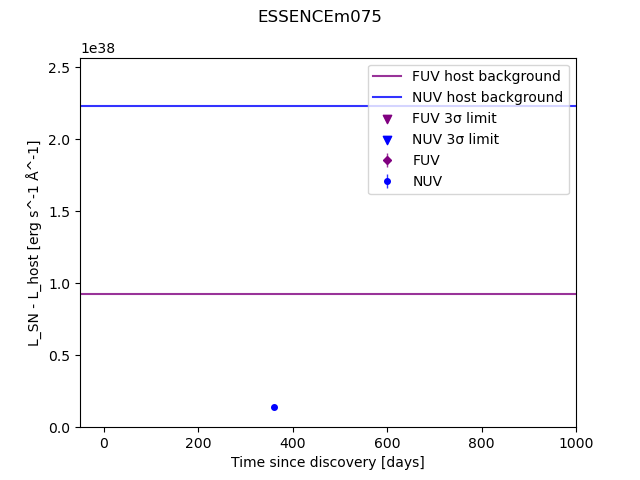 ESSENCEm075
1e38
2.5
2.0
1.5
1.0
0.5
0.0
L_SN - L_host [erg s^-1 Å^-1]
FUV host background
NUV host background
FUV 3σ limit
NUV 3σ limit
FUV
NUV
0 200 400 600 800 1000
Time since discovery [days]